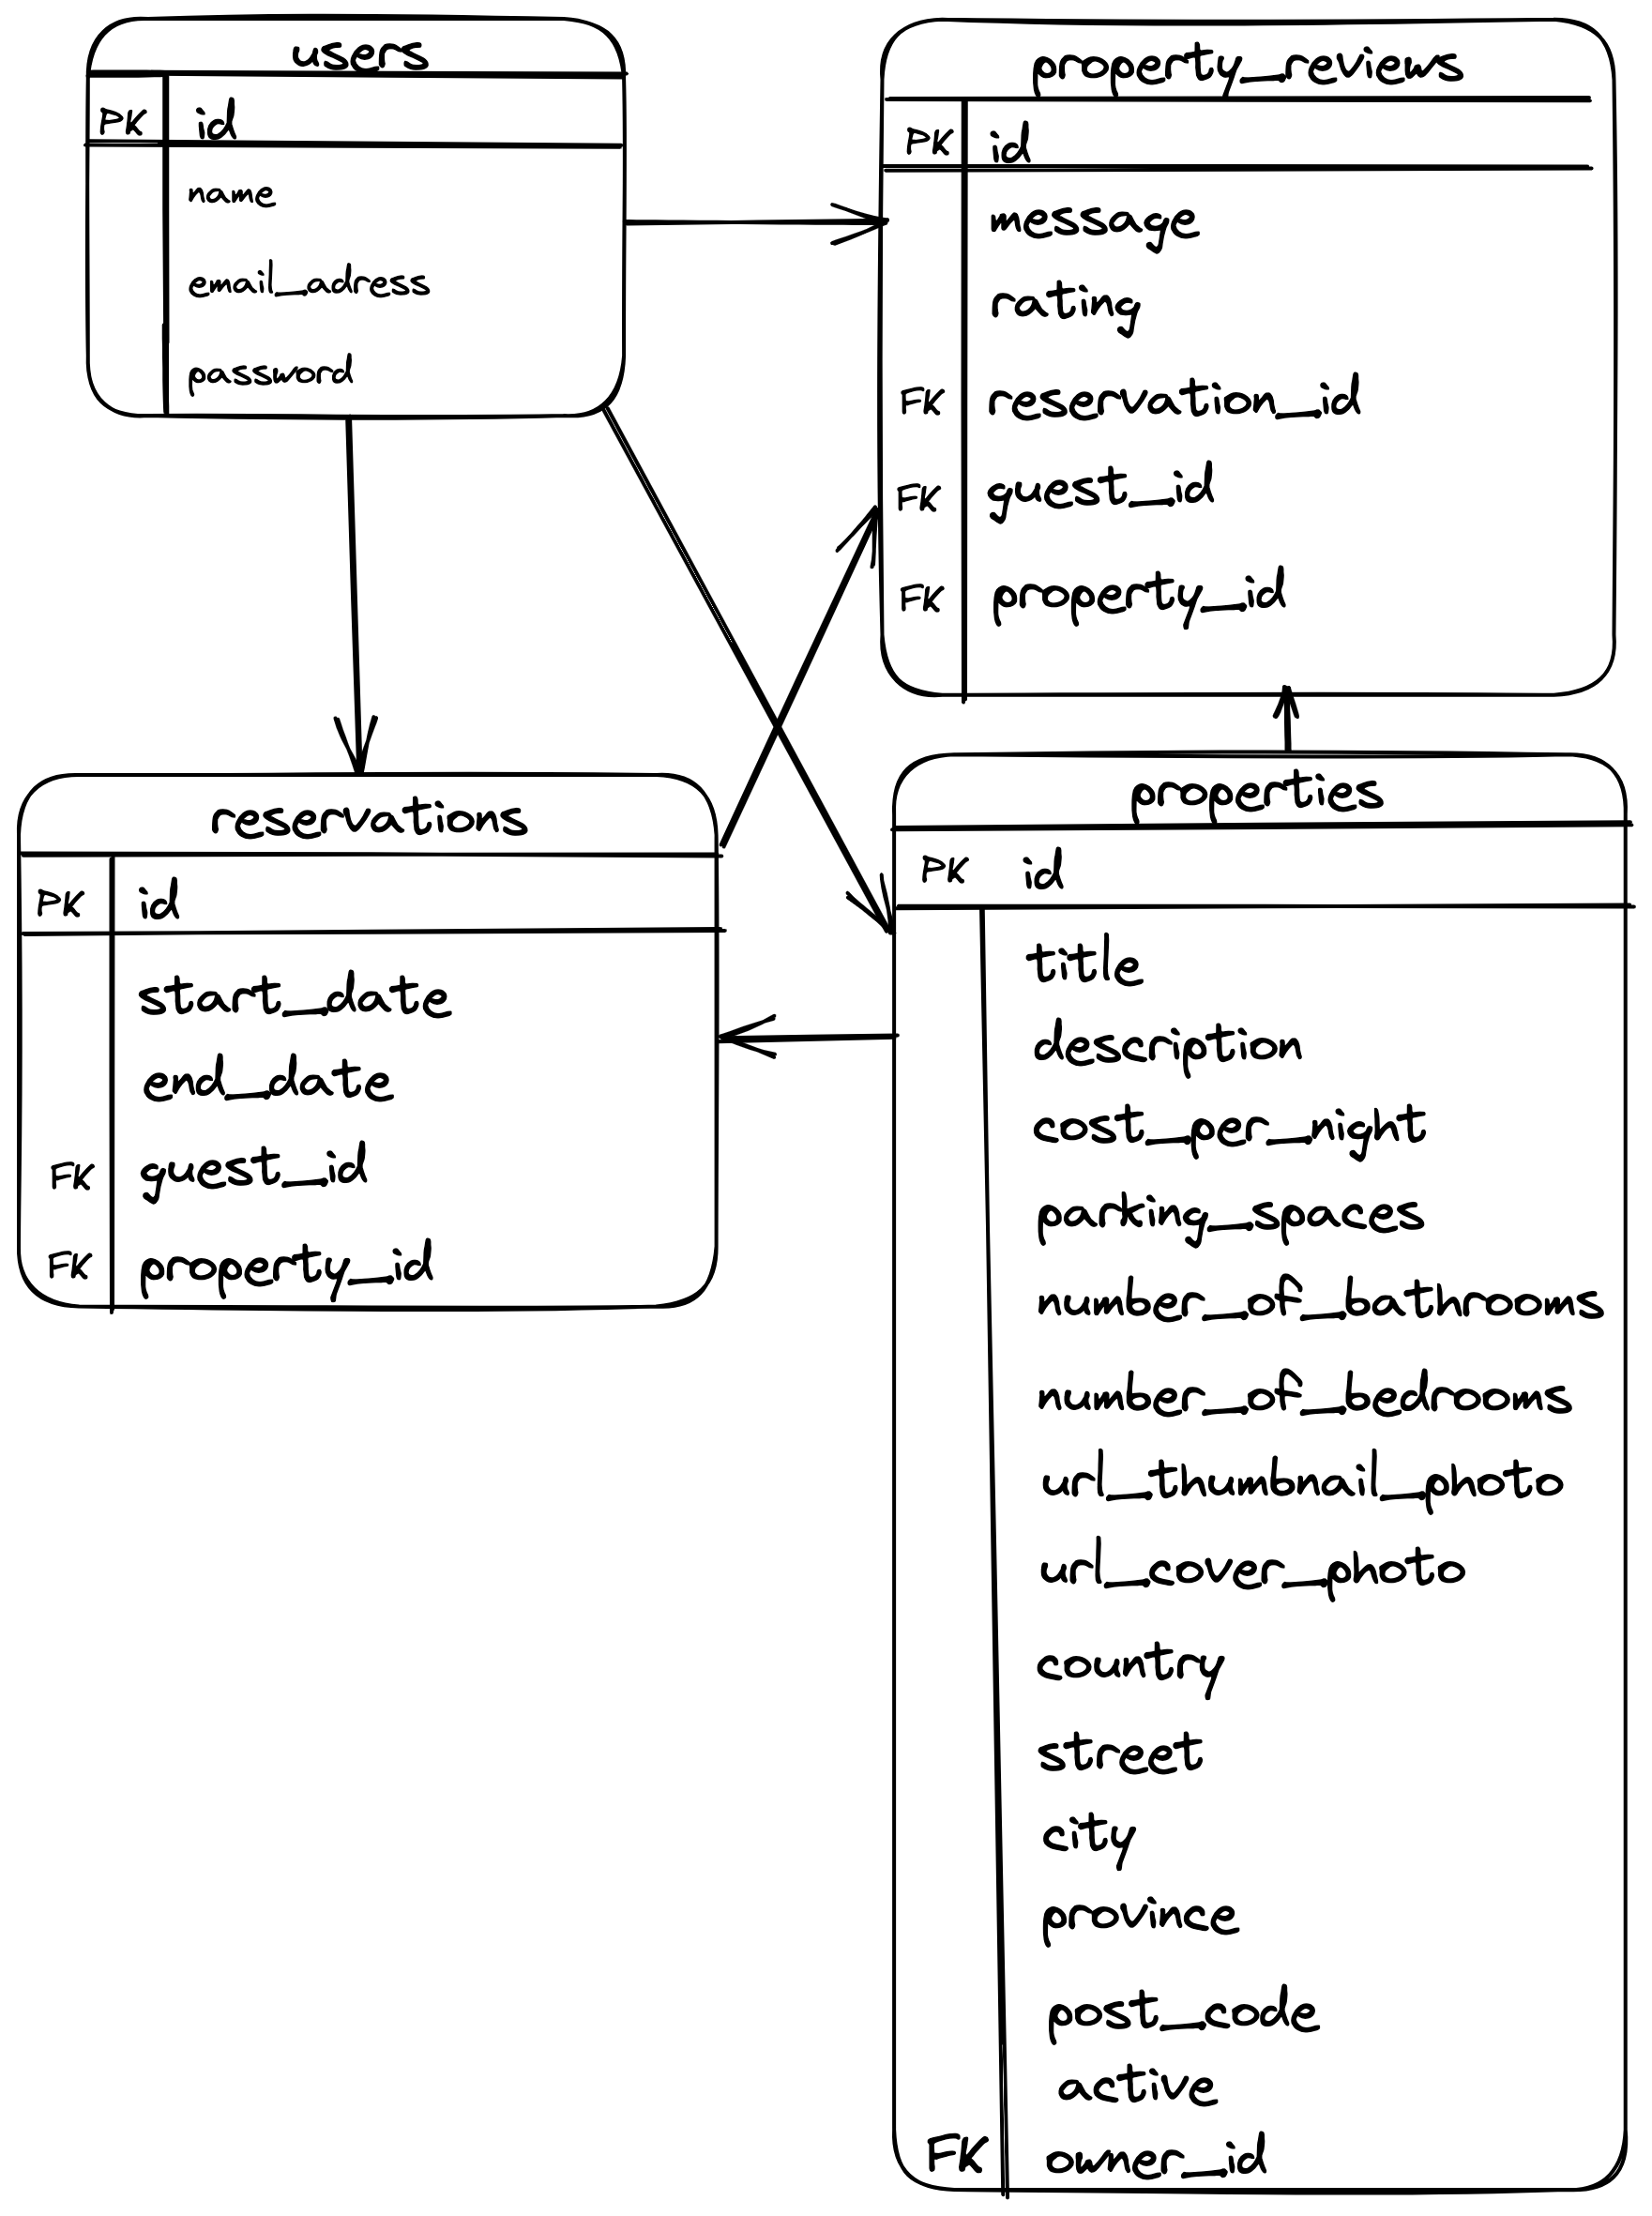 users
PK id
name
email_adress
password
property_reviews
PK id
message
rating
FK reservation_id
FK guest_id
FK property_id
reservations
PK id
start_date
end_date
FK guest_id
FK property_id
properties
PK id
title
description
cost_per_night
parking_spaces
number_of_bathrooms
number_of_bedrooms
url_thumbnail_photo
url_cover_photo
country
street
city
province
post_code
active
FK owner_id